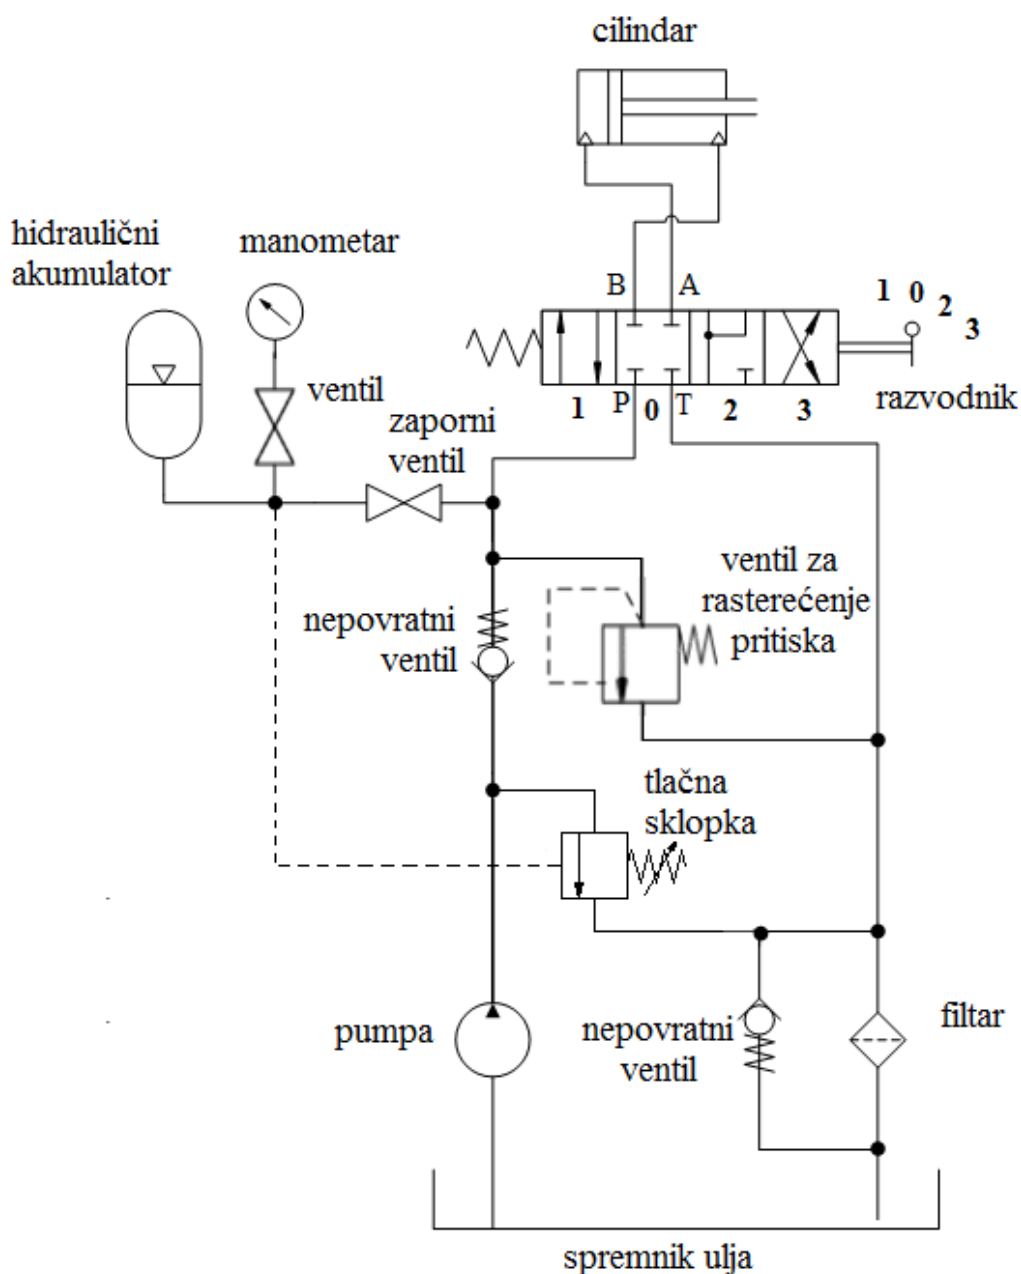 cilindar
hidraulični
akumulator
manometar
B A
1 0 2 3
ventil
1 P 0 T 2 3
razvodnik
zaporni
ventil
ventil za
rasterećenje
pritiska
nepovratni
ventil
tlačna
sklopka
pumpa
nepovratni
ventil
filtar
spremnik ulja